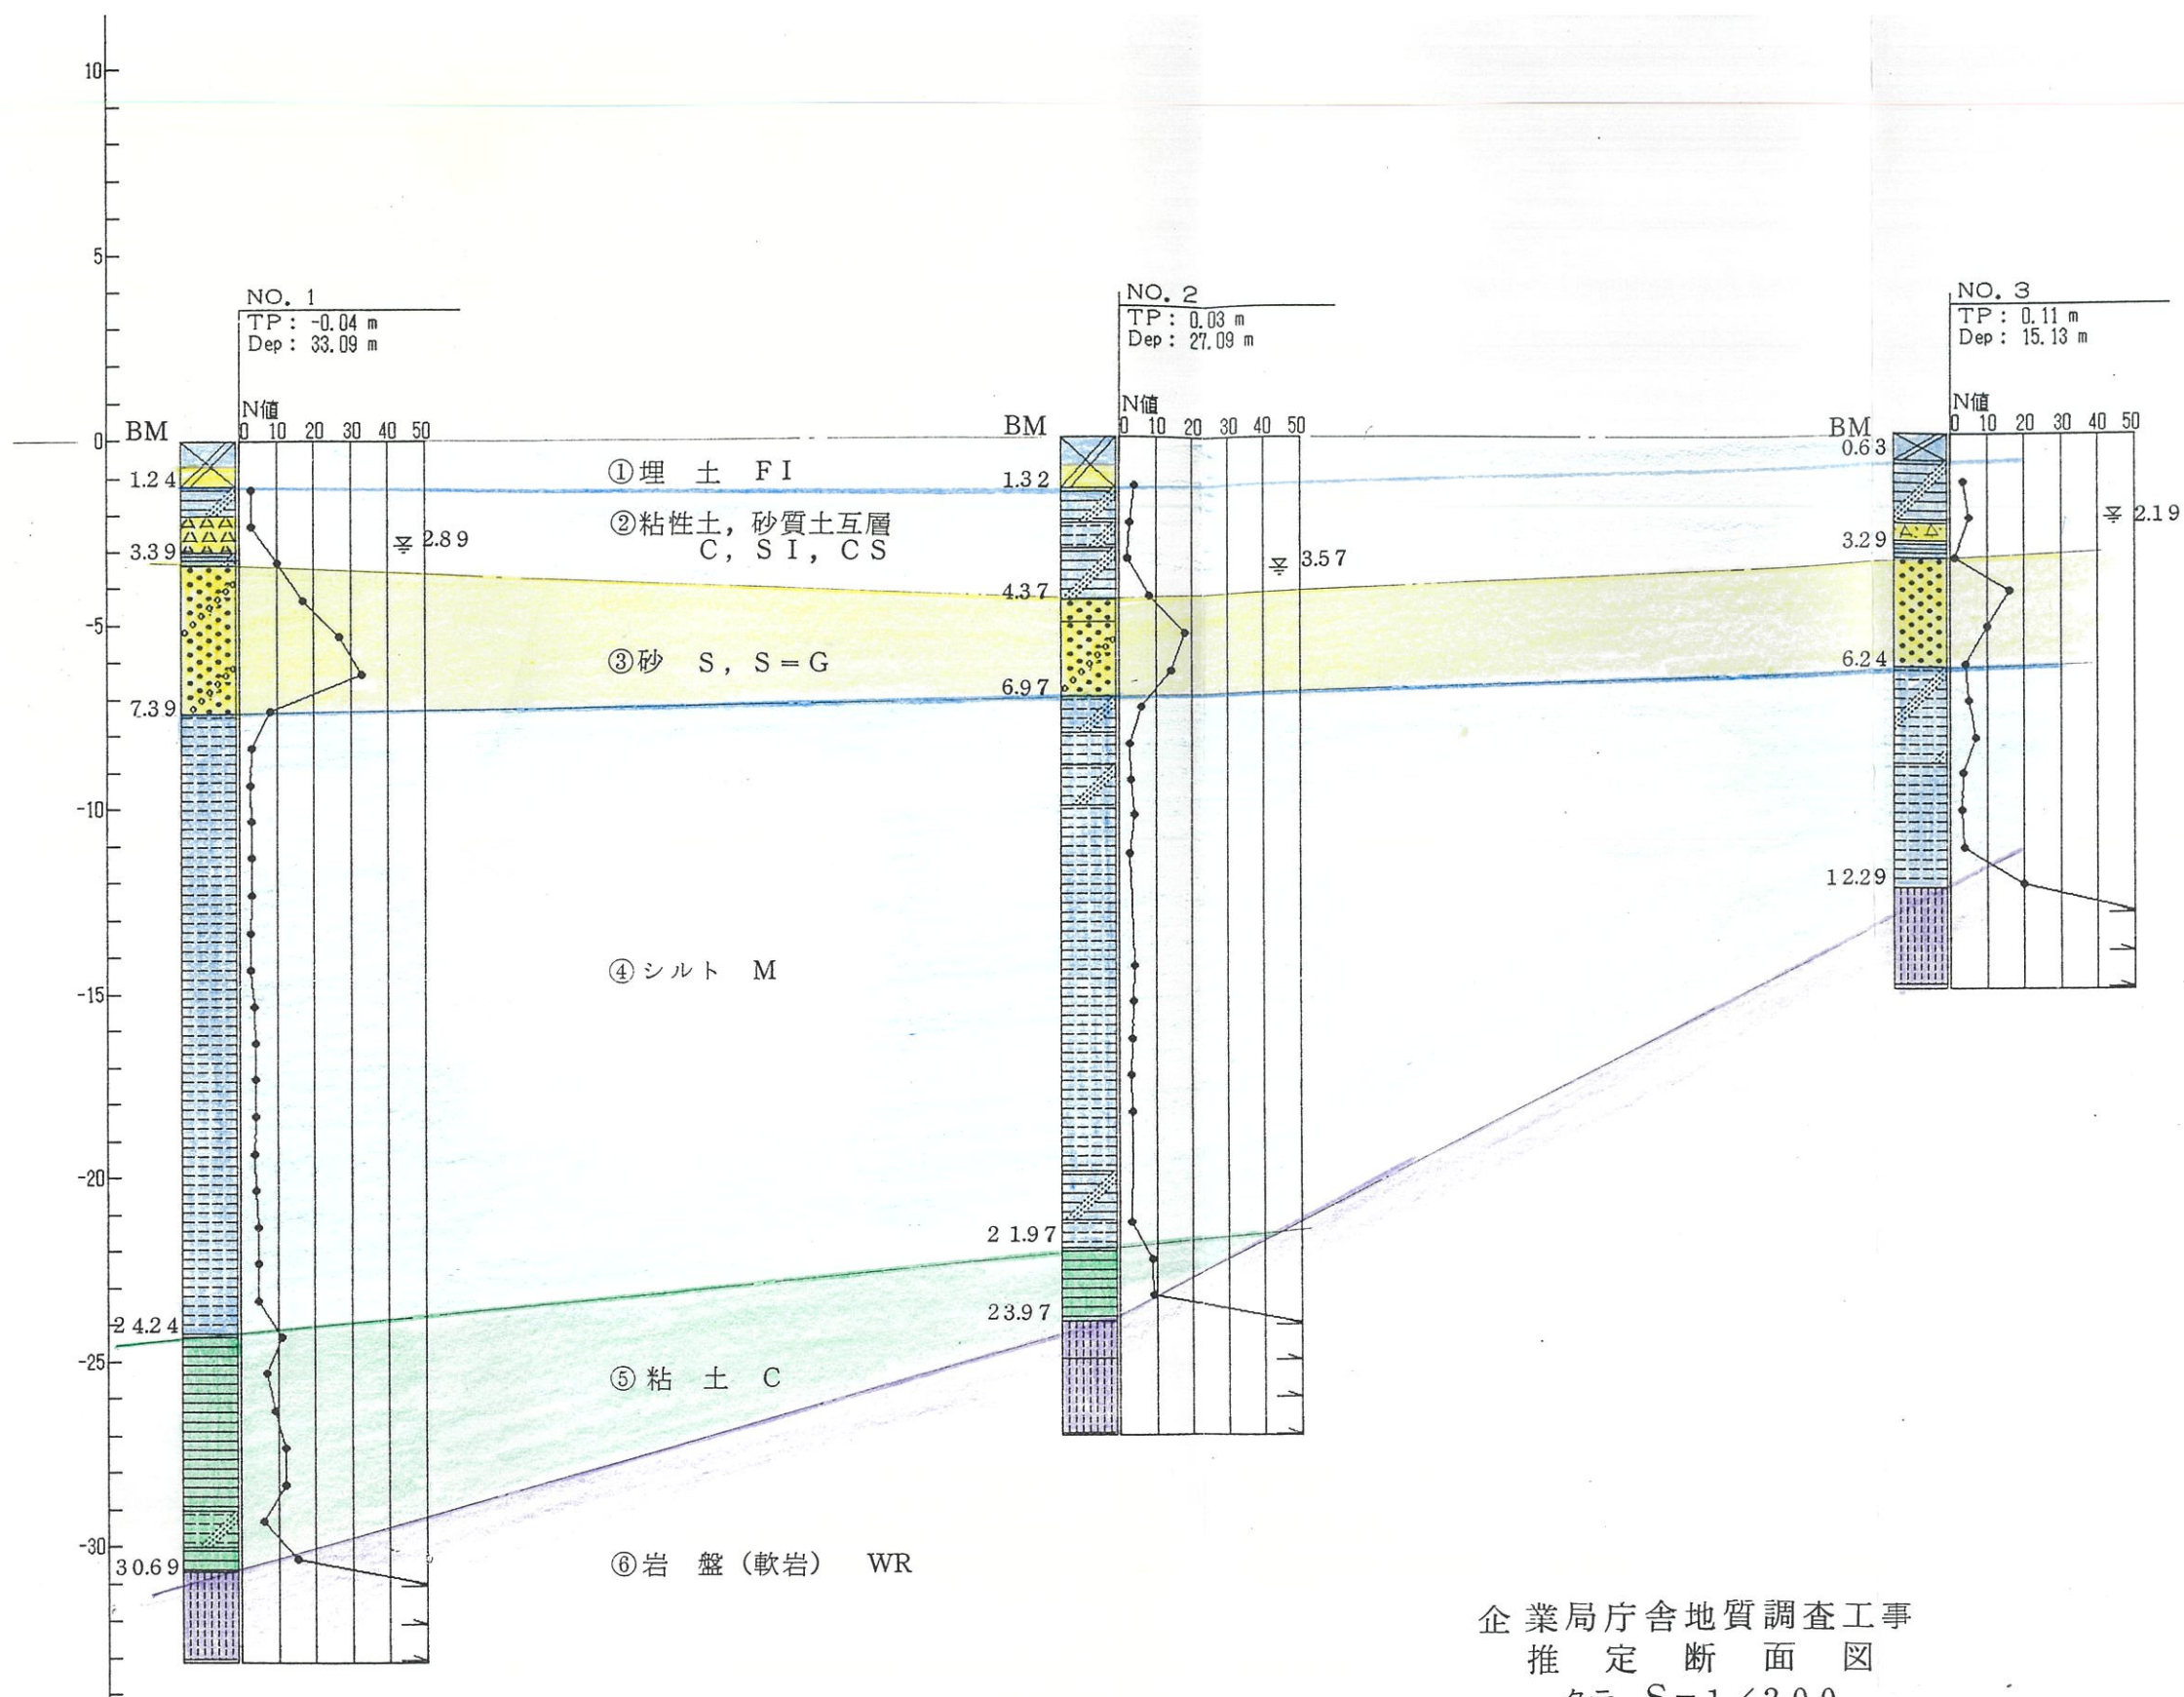 10
5
0
-5
-10
-15
-20
-25
-30
NO. 1
TP: -0.04 m
Dep: 33.09 m
N値
0 10 20 30 40 50
BM
1.24
3.39
7.39
24.24
30.69
2.89
①埋 土 FI
②粘性土, 砂質土互層
C, SI, CS
③砂 S, S=G
④シルト M
⑤粘 土 C
⑥岩 盤（軟岩） WR
NO. 2
TP: 0.03 m
Dep: 27.09 m
N値
0 10 20 30 40 50
BM
1.32
4.37
6.97
21.97
23.97
3.57
NO. 3
TP: 0.11 m
Dep: 15.13 m
N値
0 10 20 30 40 50
BM
0.63
3.29
6.24
12.29
2.19
企業局庁舎地質調査工事
推 定 断 面 図
S=1/200